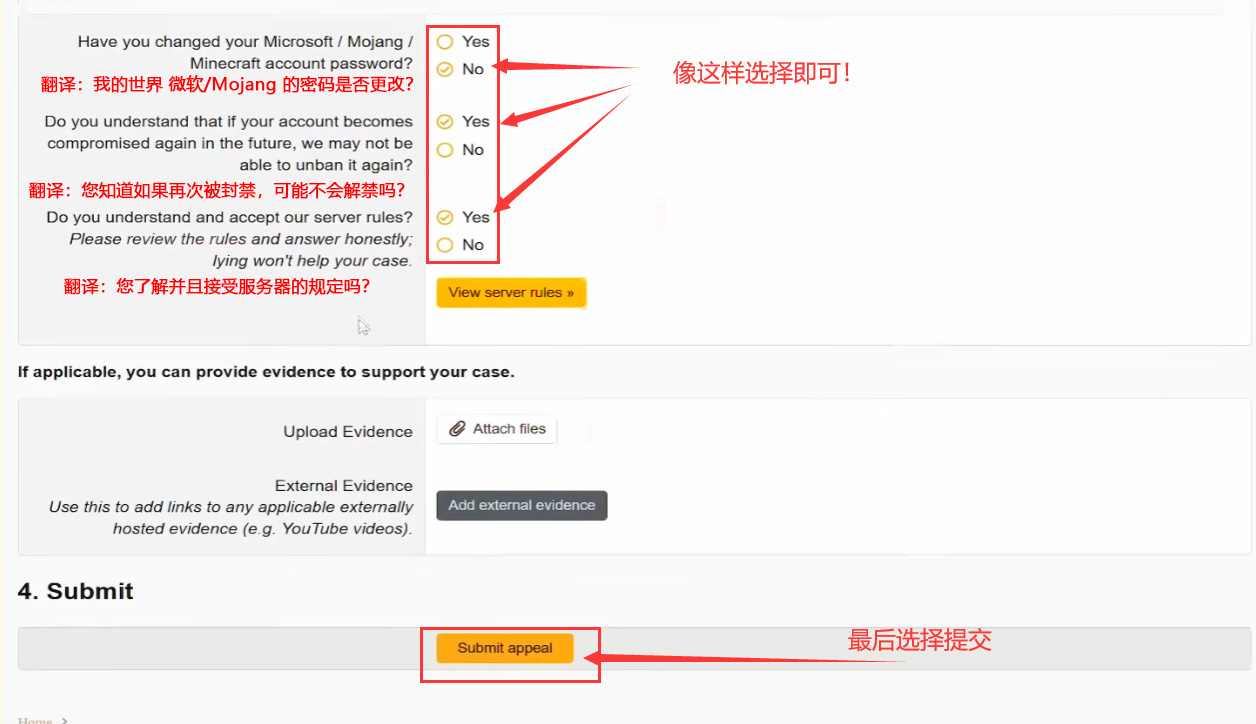 Have you changed your Microsoft / Mojang /
Minecraft account password?
翻译：我的世界 微软/Mojang 的密码是否更改？
Yes
No
像这样选择即可！
Do you understand that if your account becomes
compromised again in the future, we may not be
able to unban it again?
翻译：您知道如果再次被封禁，可能不会解禁吗？
Yes
No
Do you understand and accept our server rules?
Please review the rules and answer honestly;
lying won't help your case.
翻译：您了解并且接受服务器的规定吗？
Yes
No
View server rules »
If applicable, you can provide evidence to support your case.
Upload Evidence
Attach files
External Evidence
Use this to add links to any applicable externally
hosted evidence (e.g. YouTube videos).
Add external evidence
4. Submit
Submit appeal
最后选择提交
Home